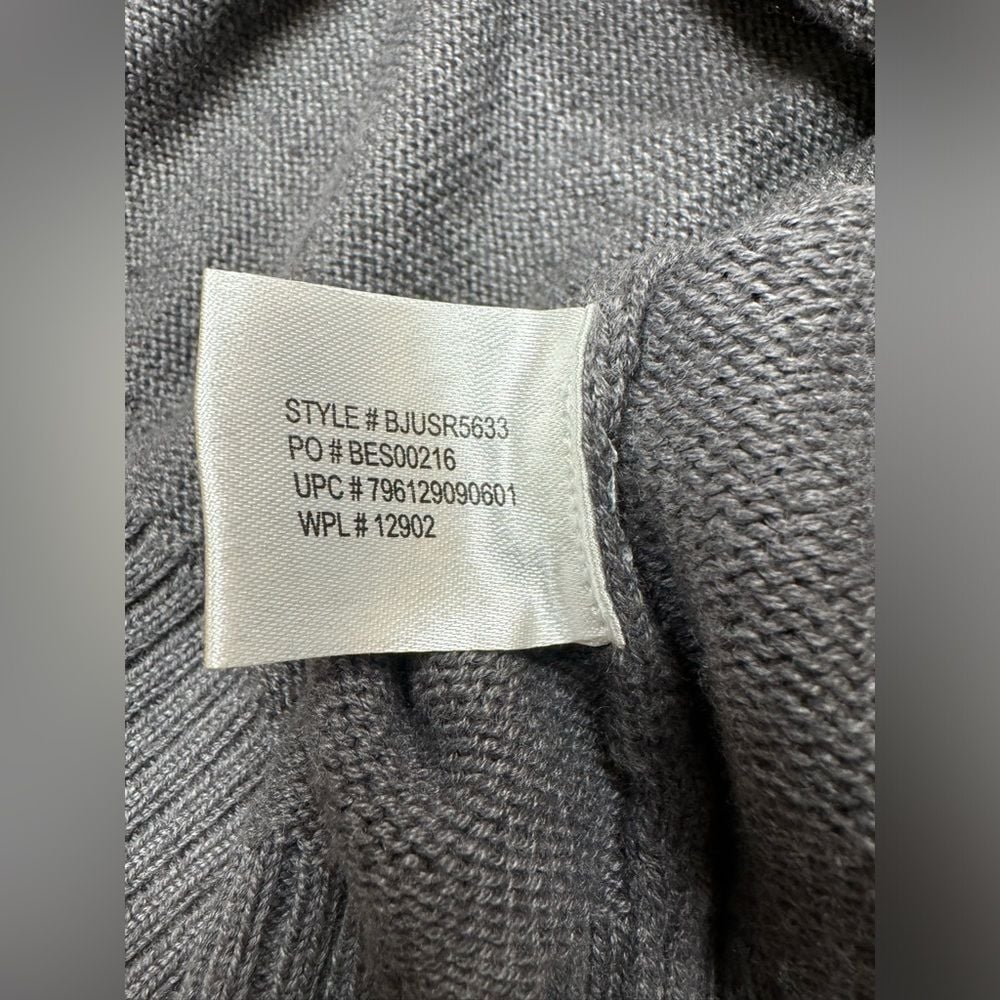 STYLE # BJUSR5633
PO # BES00216
UPC # 796129090601
WPL # 12902